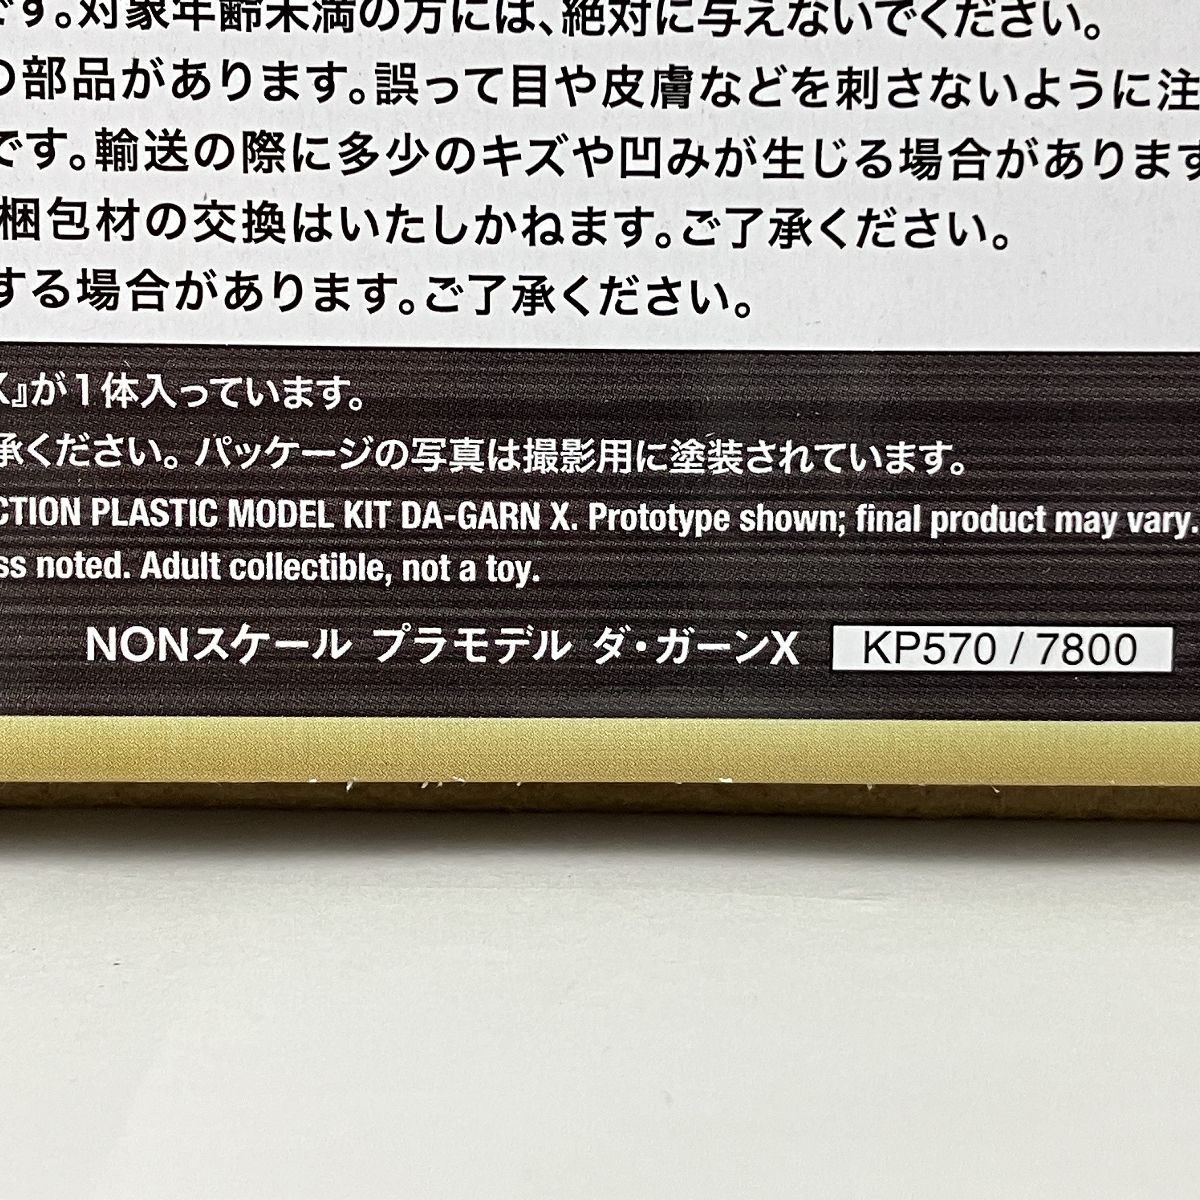 です。対象年齢未満の方には、絶対に与えないでください。
の部品があります。誤って目や皮膚などを刺さないように注
です。輸送の際に多少のキズや凹みが生じる場合があります
梱包材の交換はいたしかねます。ご了承ください。
する場合があります。ご了承ください。
X』が1体入っています。
承ください。パッケージの写真は撮影用に塗装されています。
CTION PLASTIC MODEL KIT DA-GARN X. Prototype shown; final product may vary.
ss noted. Adult collectible, not a toy.
NONスケール プラモデル ダ・ガーンX KP570 / 7800